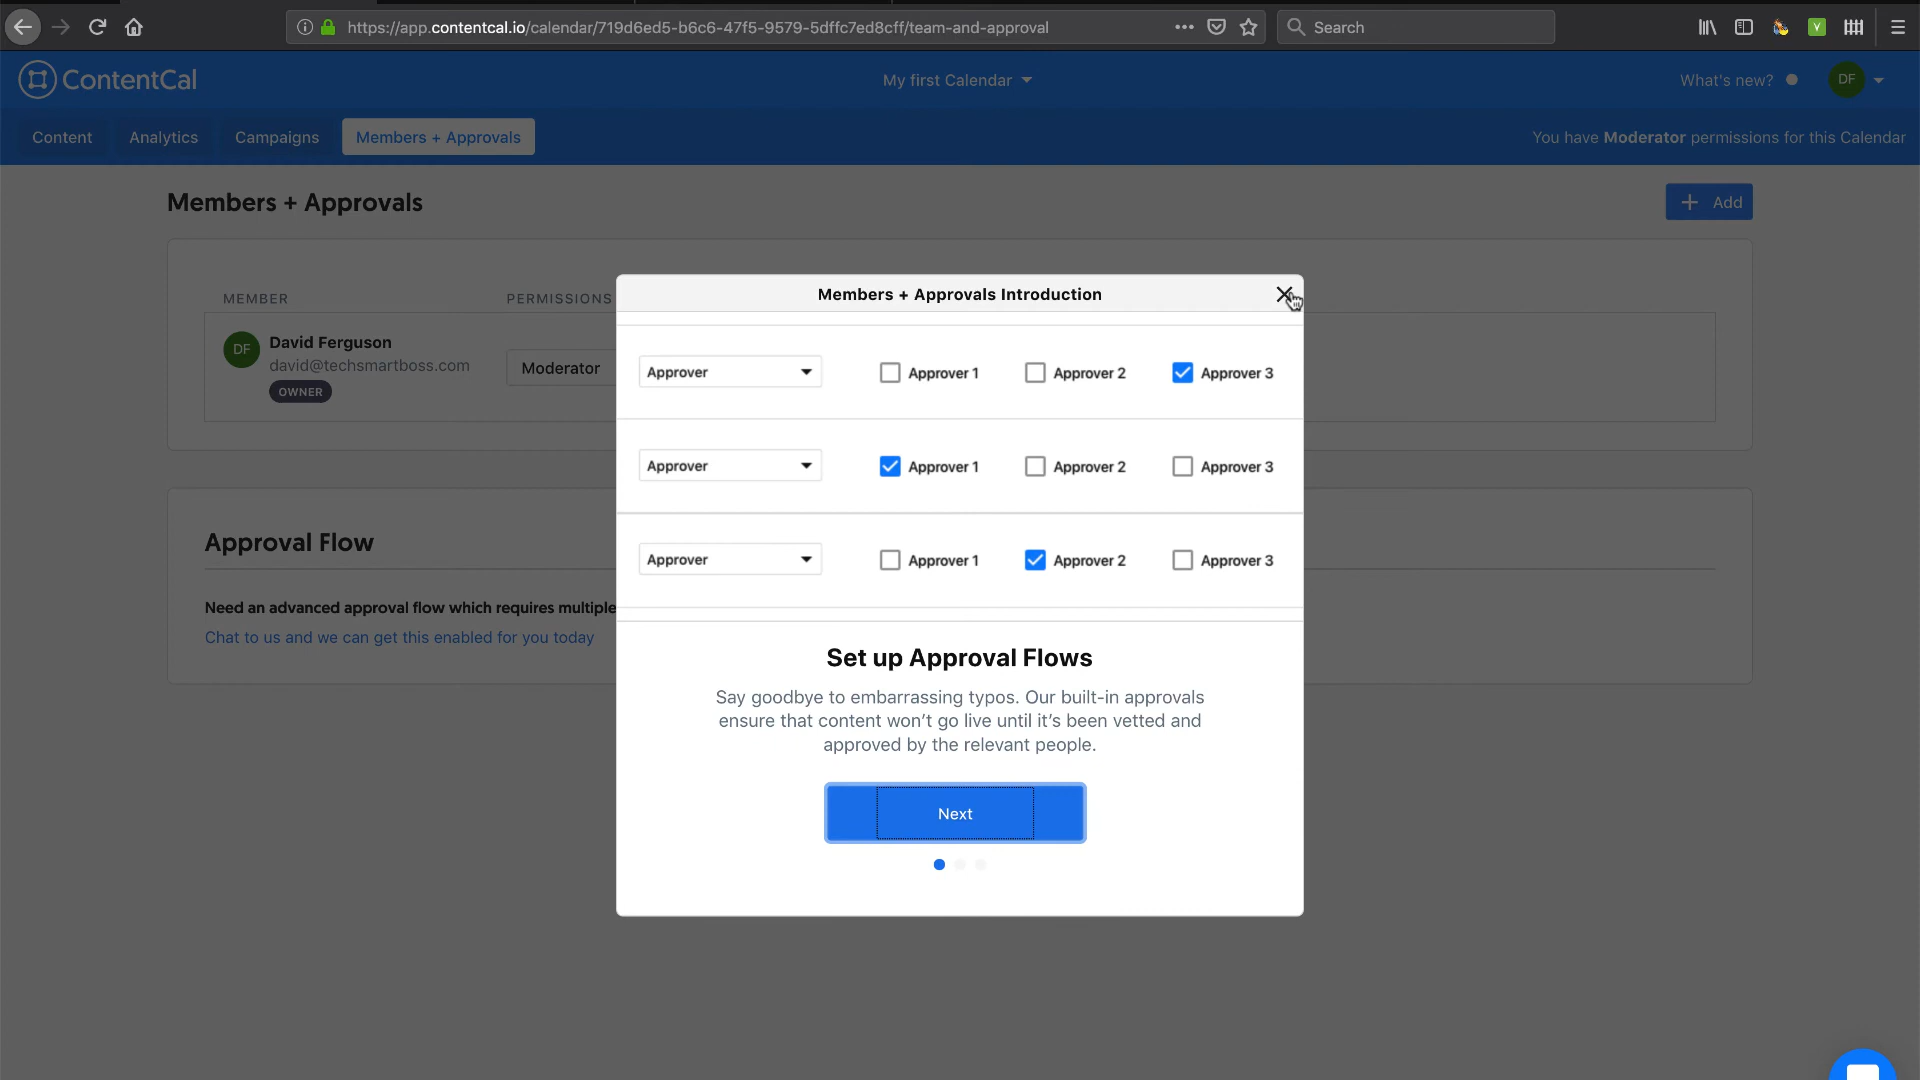 https://app.contentcal.io/calendar/719d6ed5-b6c6-47f5-9579-5dffc7ed8cff/team-and-approval
Search
ContentCal
My first Calendar
What's new?
DF
Content
Analytics
Campaigns
Members + Approvals
You have Moderator permissions for this Calendar
Members + Approvals
+ Add
MEMBER
PERMISSIONS
DF
David Ferguson
david@techsmartboss.com
OWNER
Moderator
Members + Approvals Introduction
Approver
Approver 1
Approver 2
Approver 3
Approver
Approver 1
Approver 2
Approver 3
Approver
Approver 1
Approver 2
Approver 3
Approval Flow
Need an advanced approval flow which requires multiple
Chat to us and we can get this enabled for you today
Set up Approval Flows
Say goodbye to embarrassing typos. Our built-in approvals
ensure that content won’t go live until it’s been vetted and
approved by the relevant people.
Next